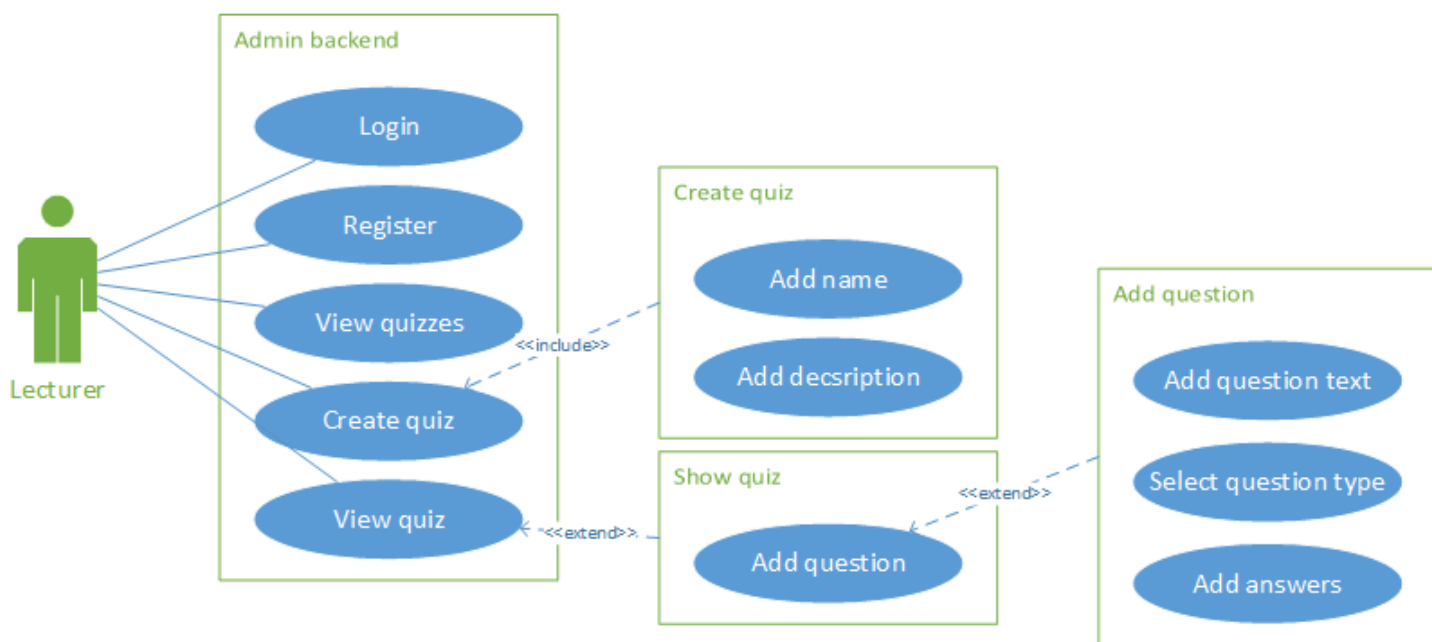 Admin backend
Login
Register
View quizzes
Create quiz
View quiz
Lecturer
<<include>>
<<extend>>
Create quiz
Add name
Add decsription
Show quiz
Add question
<<extend>>
Add question
Add question text
Select question type
Add answers